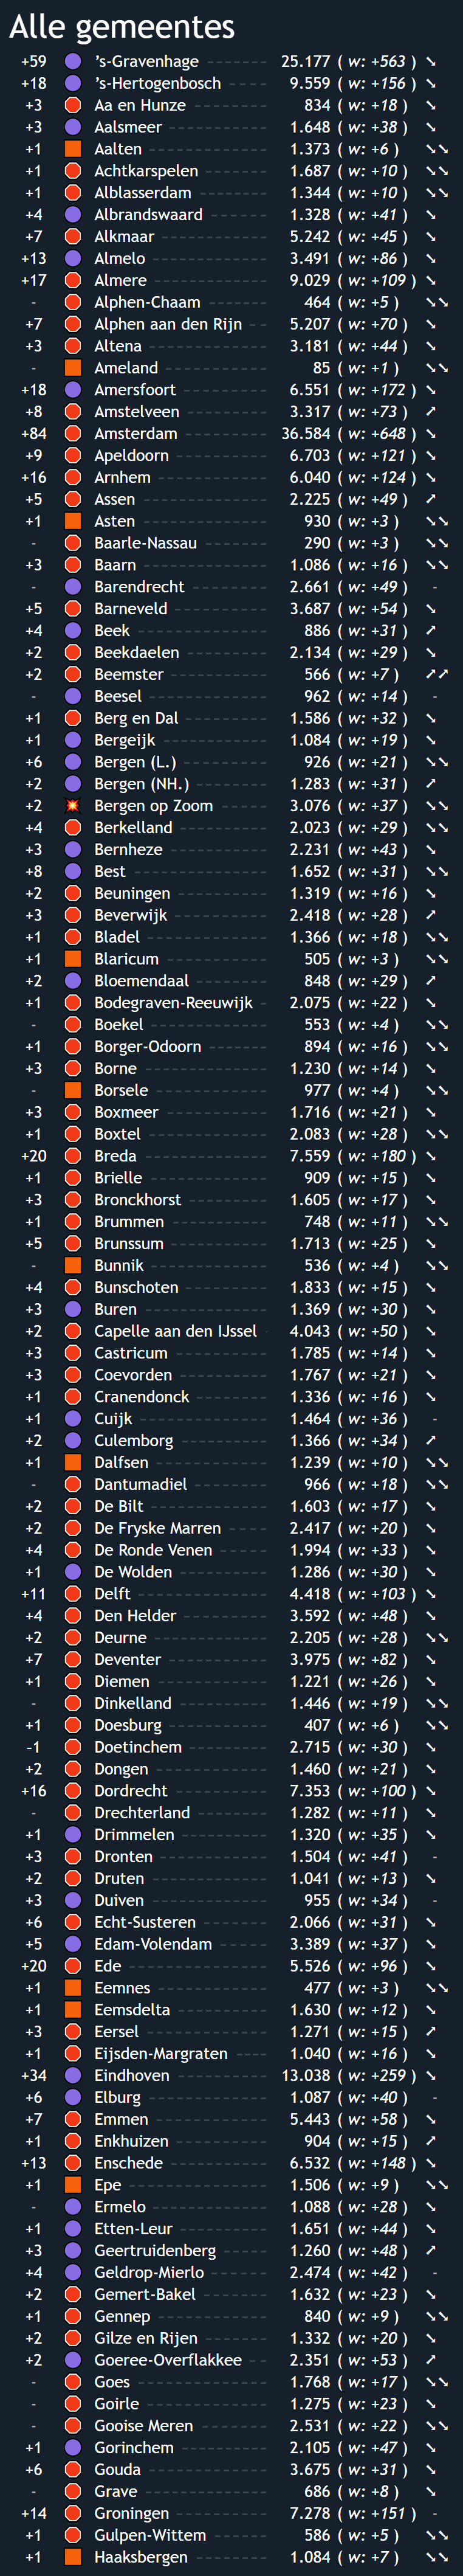 Alle gemeentes
+59 ’s-Gravenhage 25.177 ( w: +563 )
+18 ’s-Hertogenbosch 9.559 ( w: +156 )
+3 Aa en Hunze 834 ( w: +18 )
+3 Aalsmeer 1.648 ( w: +38 )
+1 Aalten 1.373 ( w: +6 )
+1 Achtkarspelen 1.687 ( w: +10 )
+1 Alblasserdam 1.344 ( w: +10 )
+4 Albrandswaard 1.328 ( w: +41 )
+7 Alkmaar 5.242 ( w: +45 )
+13 Almelo 3.491 ( w: +86 )
+17 Almere 9.029 ( w: +109 )
- Alphen-Chaam 464 ( w: +5 )
+7 Alphen aan den Rijn 5.207 ( w: +70 )
+3 Altena 3.181 ( w: +44 )
- Ameland 85 ( w: +1 )
+18 Amersfoort 6.551 ( w: +172 )
+8 Amstelveen 3.317 ( w: +73 )
+84 Amsterdam 36.584 ( w: +648 )
+9 Apeldoorn 6.703 ( w: +121 )
+16 Arnhem 6.040 ( w: +124 )
+5 Assen 2.225 ( w: +49 )
+1 Asten 930 ( w: +3 )
- Baarle-Nassau 290 ( w: +3 )
+3 Baarn 1.086 ( w: +16 )
- Barendrecht 2.661 ( w: +49 ) -
+5 Barneveld 3.687 ( w: +54 )
+4 Beek 886 ( w: +31 )
+2 Beekdaelen 2.134 ( w: +29 )
+2 Beemster 566 ( w: +7 )
- Beesel 962 ( w: +14 ) -
+1 Berg en Dal 1.586 ( w: +32 )
+1 Bergeijk 1.084 ( w: +19 )
+6 Bergen (L.) 926 ( w: +21 )
+2 Bergen (NH.) 1.283 ( w: +31 )
+2 Bergen op Zoom 3.076 ( w: +37 )
+4 Berkelland 2.023 ( w: +29 )
+3 Bernheze 2.231 ( w: +43 )
+8 Best 1.652 ( w: +31 )
+2 Beuningen 1.319 ( w: +16 )
+3 Beverwijk 2.418 ( w: +28 )
+1 Bladel 1.366 ( w: +18 )
+1 Blaricum 505 ( w: +3 )
+2 Bloemendaal 848 ( w: +29 )
+1 Bodegraven-Reeuwijk 2.075 ( w: +22 )
- Boekel 553 ( w: +4 )
+1 Borger-Odoorn 894 ( w: +16 )
+3 Borne 1.230 ( w: +14 )
- Borsele 977 ( w: +4 )
+3 Boxmeer 1.716 ( w: +21 )
+1 Boxtel 2.083 ( w: +28 )
+20 Breda 7.559 ( w: +180 )
+1 Brielle 909 ( w: +15 )
+3 Bronckhorst 1.605 ( w: +17 )
+1 Brummen 748 ( w: +11 )
+5 Brunssum 1.713 ( w: +25 )
- Bunnik 536 ( w: +4 )
+4 Bunschoten 1.833 ( w: +15 )
+3 Buren 1.369 ( w: +30 )
+2 Capelle aan den IJssel 4.043 ( w: +50 )
+3 Castricum 1.785 ( w: +14 )
+3 Coevorden 1.767 ( w: +21 )
+1 Cranendonck 1.336 ( w: +16 )
+1 Cuijk 1.464 ( w: +36 ) -
+2 Culemborg 1.366 ( w: +34 )
+1 Dalfsen 1.239 ( w: +10 )
- Dantumadiel 966 ( w: +18 )
+2 De Bilt 1.603 ( w: +17 )
+2 De Fryske Marren 2.417 ( w: +20 )
+4 De Ronde Venen 1.994 ( w: +33 )
+1 De Wolden 1.286 ( w: +30 )
+11 Delft 4.418 ( w: +103 )
+4 Den Helder 3.592 ( w: +48 )
+2 Deurne 2.205 ( w: +28 )
+7 Deventer 3.975 ( w: +82 )
+1 Diemen 1.221 ( w: +26 )
- Dinkelland 1.446 ( w: +19 )
+1 Doesburg 407 ( w: +6 )
-1 Doetinchem 2.715 ( w: +30 )
+2 Dongen 1.460 ( w: +21 )
+16 Dordrecht 7.353 ( w: +100 )
- Drechterland 1.282 ( w: +11 )
+1 Drimmelen 1.320 ( w: +35 )
+3 Dronten 1.504 ( w: +41 ) -
+2 Druten 1.041 ( w: +13 )
+3 Duiven 955 ( w: +34 ) -
+6 Echt-Susteren 2.066 ( w: +31 )
+5 Edam-Volendam 3.389 ( w: +37 )
+20 Ede 5.526 ( w: +96 )
+1 Eemnes 477 ( w: +3 )
+1 Eemsdelta 1.630 ( w: +12 )
+3 Eersel 1.271 ( w: +15 )
+1 Eijsden-Margraten 1.040 ( w: +16 )
+34 Eindhoven 13.038 ( w: +259 )
+6 Elburg 1.087 ( w: +40 ) -
+7 Emmen 5.443 ( w: +58 )
+1 Enkhuizen 904 ( w: +15 )
+13 Enschede 6.532 ( w: +148 )
+1 Epe 1.506 ( w: +9 )
- Ermelo 1.088 ( w: +28 )
+1 Etten-Leur 1.651 ( w: +44 )
+3 Geertruidenberg 1.260 ( w: +48 )
+4 Geldrop-Mierlo 2.474 ( w: +42 ) -
+2 Gemert-Bakel 1.632 ( w: +23 )
+1 Gennep 840 ( w: +9 )
+2 Gilze en Rijen 1.332 ( w: +20 )
+2 Goeree-Overflakkee 2.351 ( w: +53 )
- Goes 1.768 ( w: +17 )
- Goirle 1.275 ( w: +23 )
- Gooise Meren 2.531 ( w: +22 )
+1 Gorinchem 2.105 ( w: +47 )
+6 Gouda 3.675 ( w: +31 )
- Grave 686 ( w: +8 )
+14 Groningen 7.278 ( w: +151 ) -
+1 Gulpen-Wittem 586 ( w: +5 )
+1 Haaksbergen 1.084 ( w: +7 )